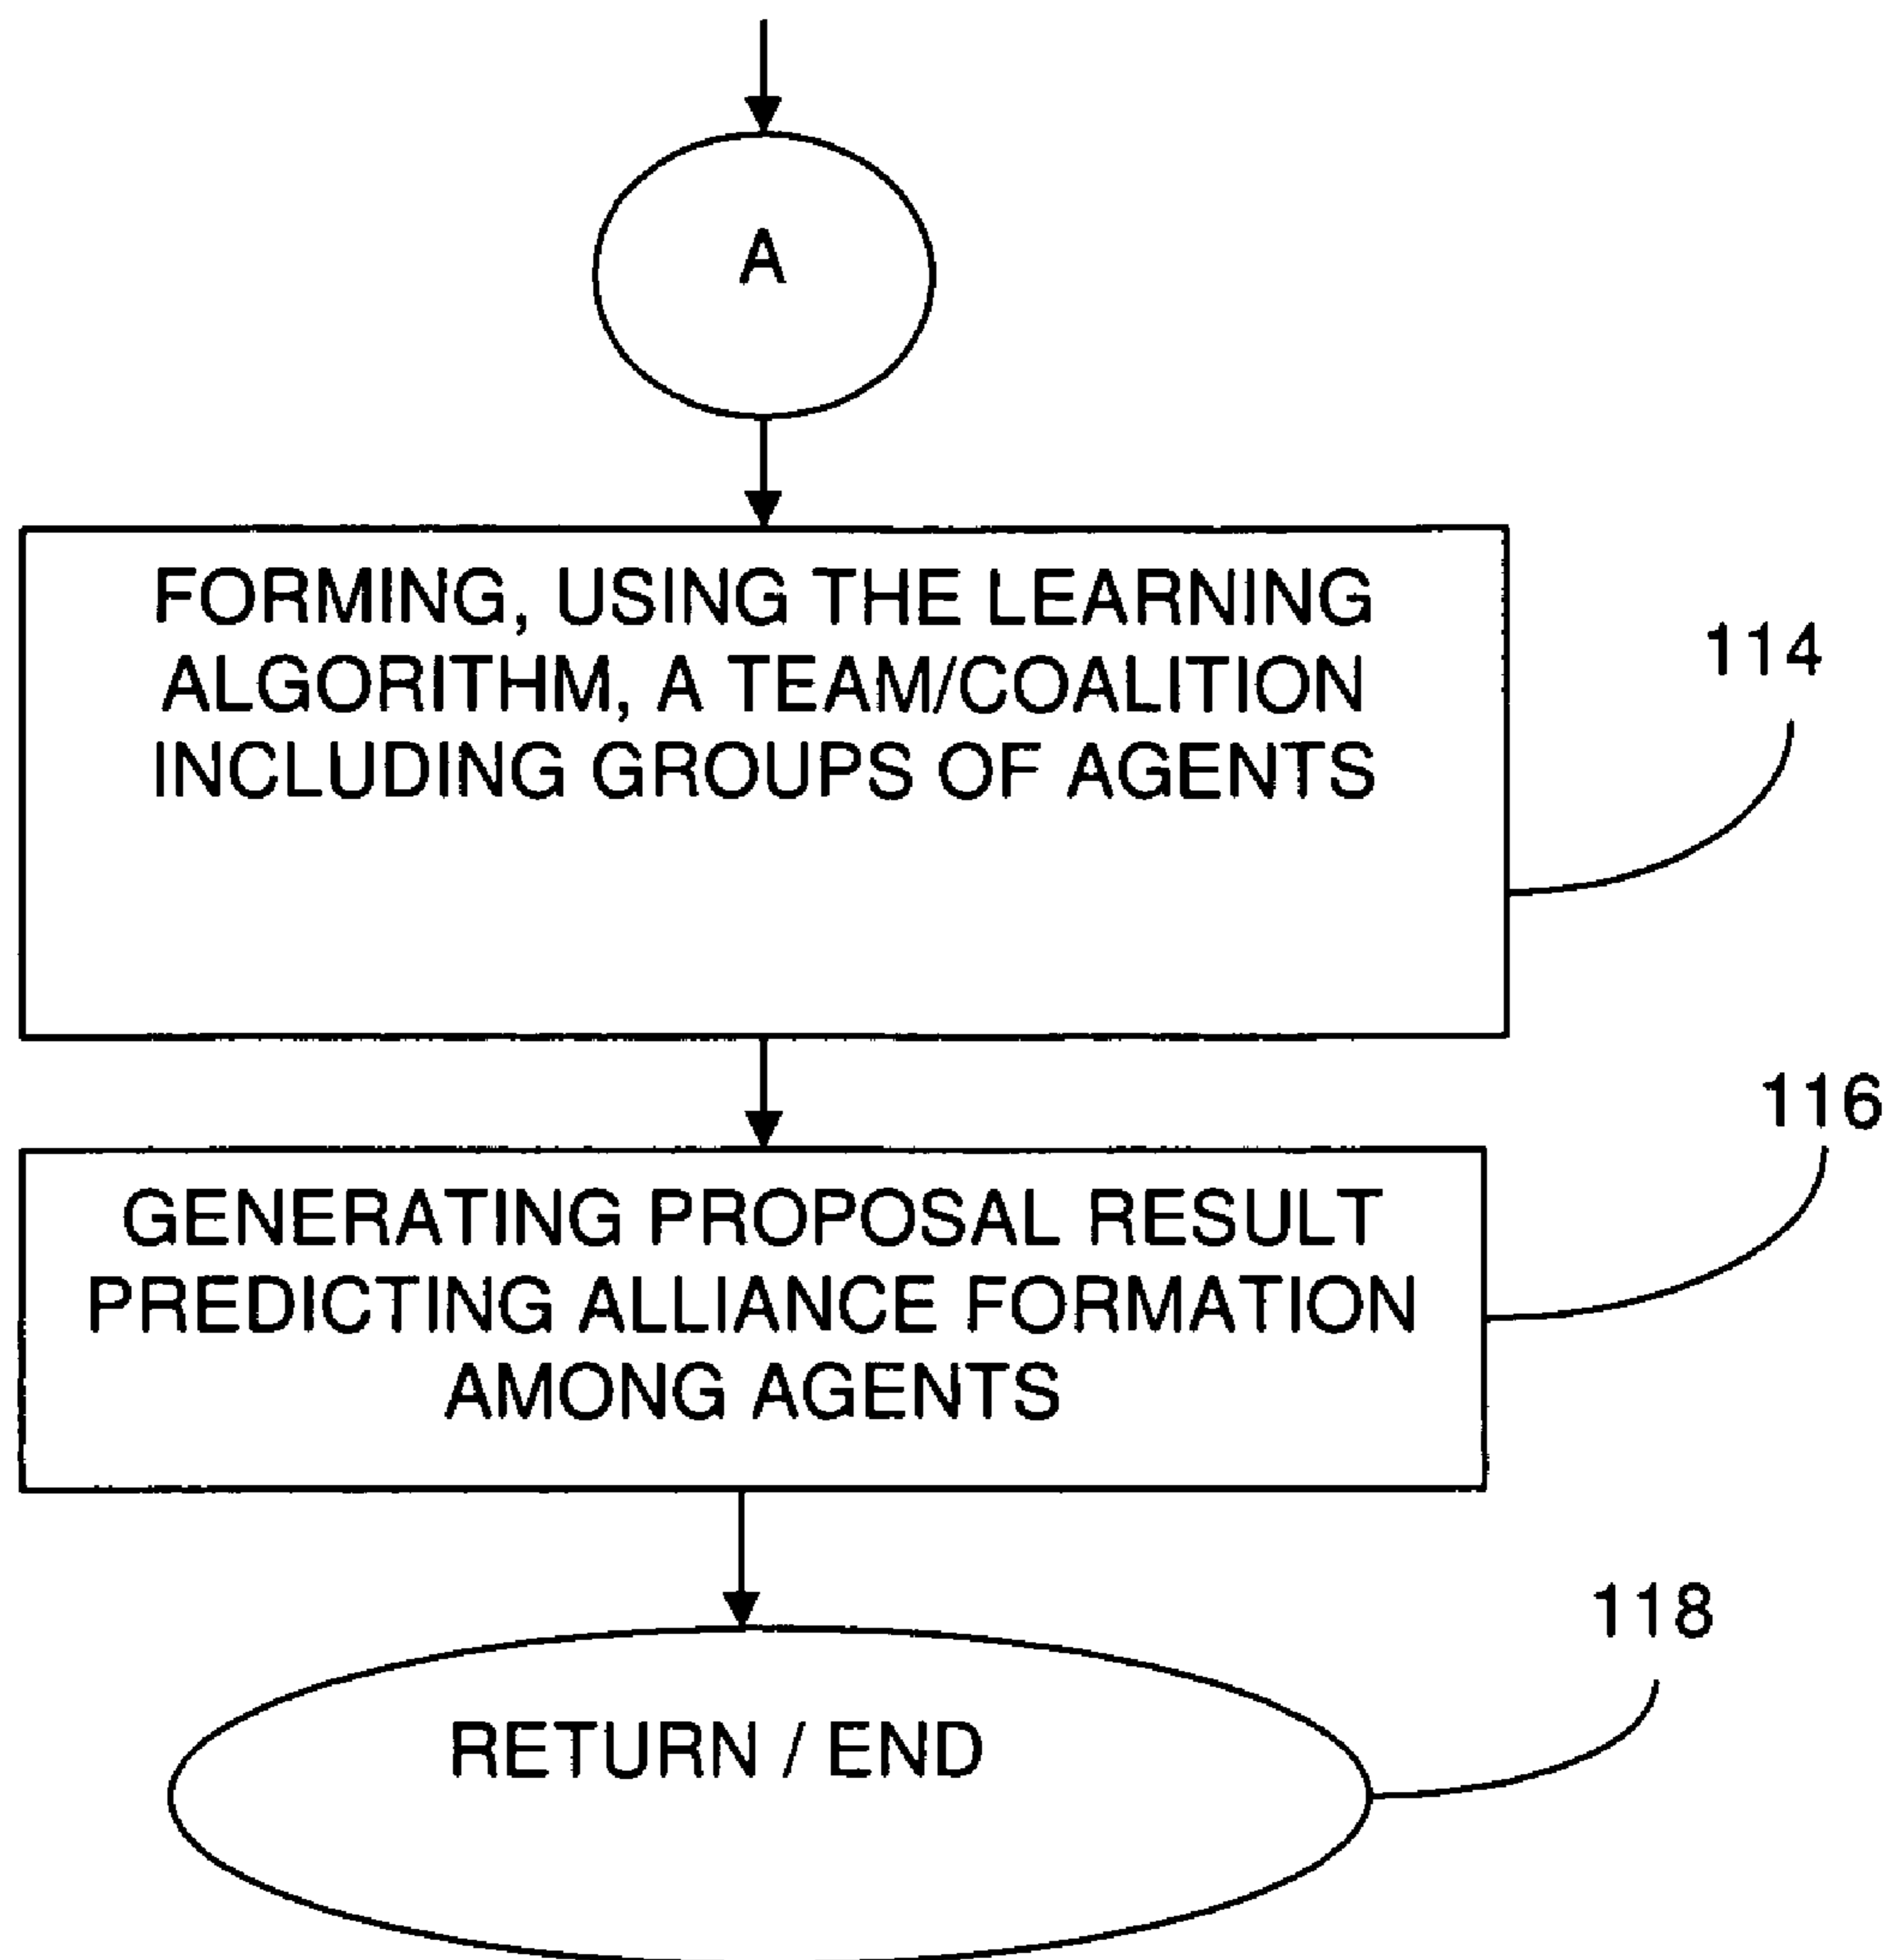 A
FORMING, USING THE LEARNING
ALGORITHM, A TEAM/COALITION
INCLUDING GROUPS OF AGENTS
114
116
GENERATING PROPOSAL RESULT
PREDICTING ALLIANCE FORMATION
AMONG AGENTS
118
RETURN / END